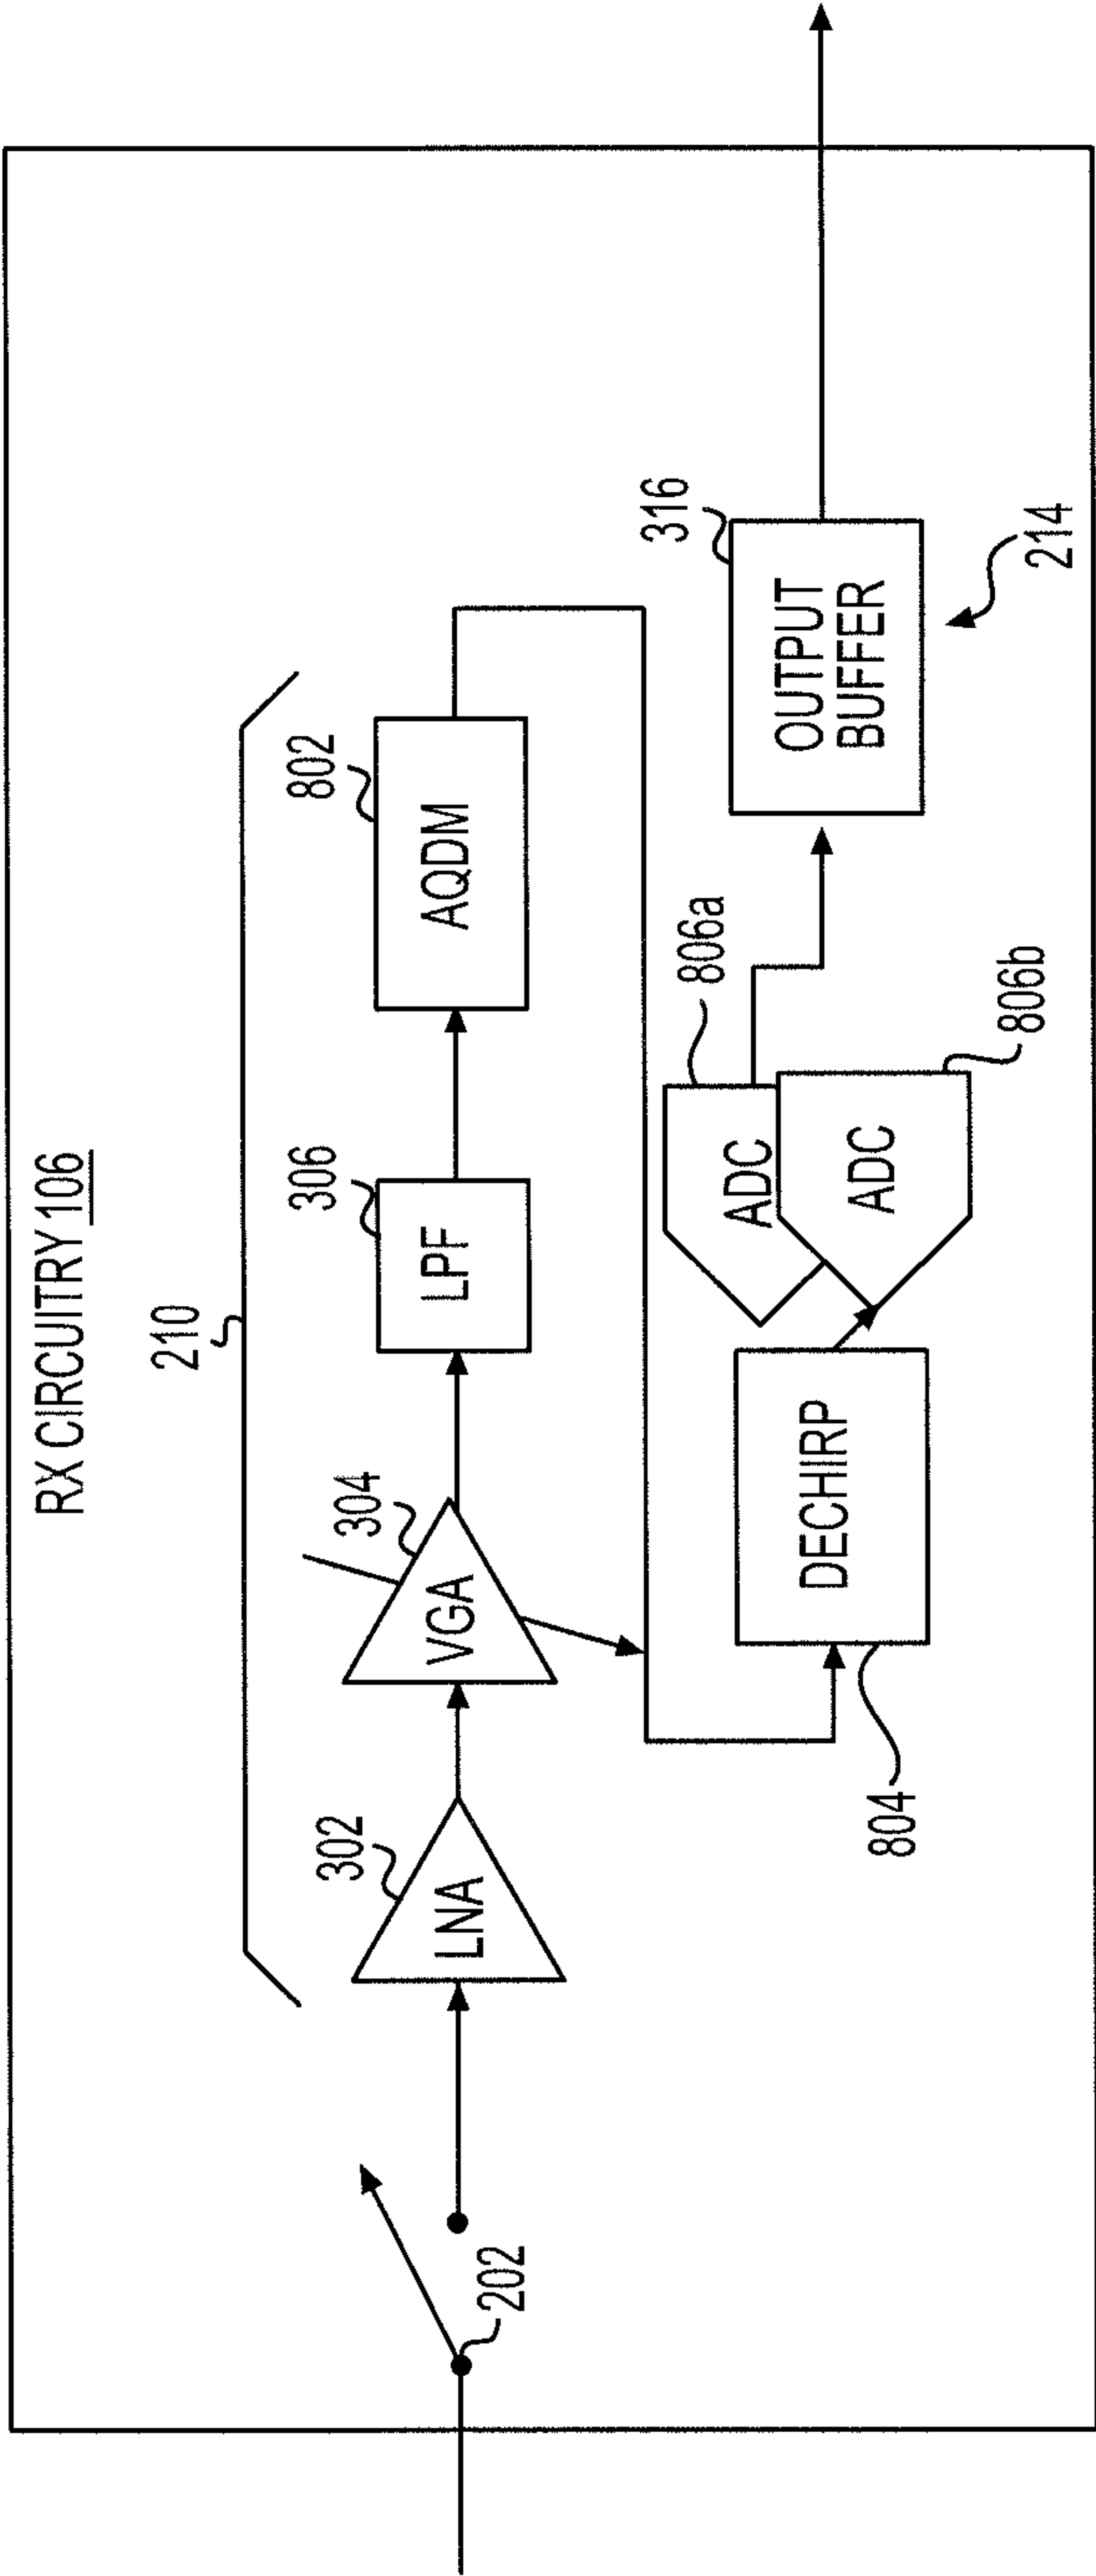 RX CIRCUITRY 106
210
302
LNA
304
VGA
306
LPF
802
AQDM
202
804
DECHIRP
806a
ADC
806b
ADC
316
OUTPUT
BUFFER
214